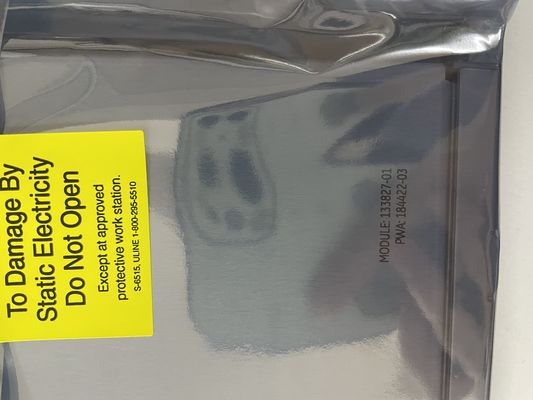 To Damage By
Static Electricity
Do Not Open
Except at approved
protective work station.
S-6515, ULINE 1-800-295-5510
MODULE: 133827-01
PWA: 184422-03